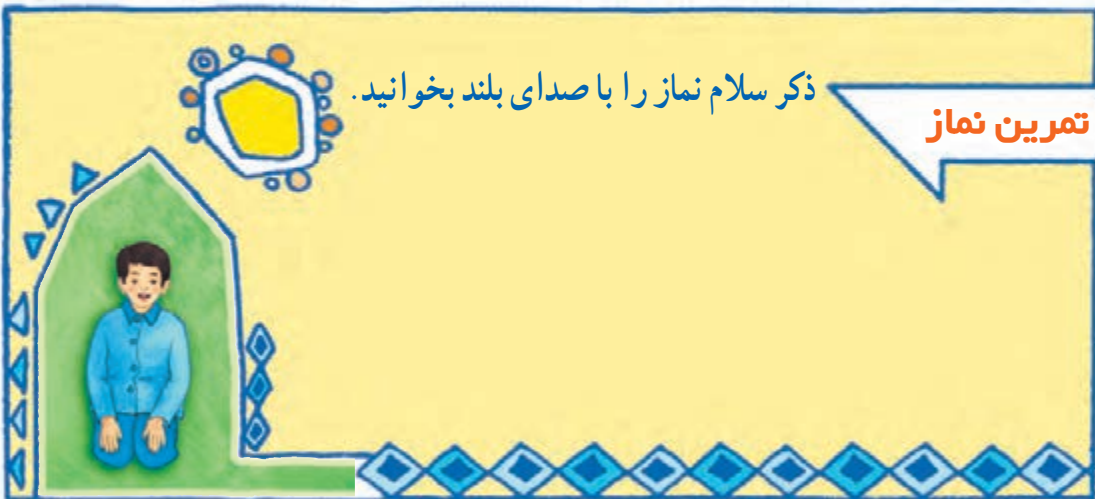 تمرین نماز
ذکر سلام نماز را با صدای بلند بخوانید.